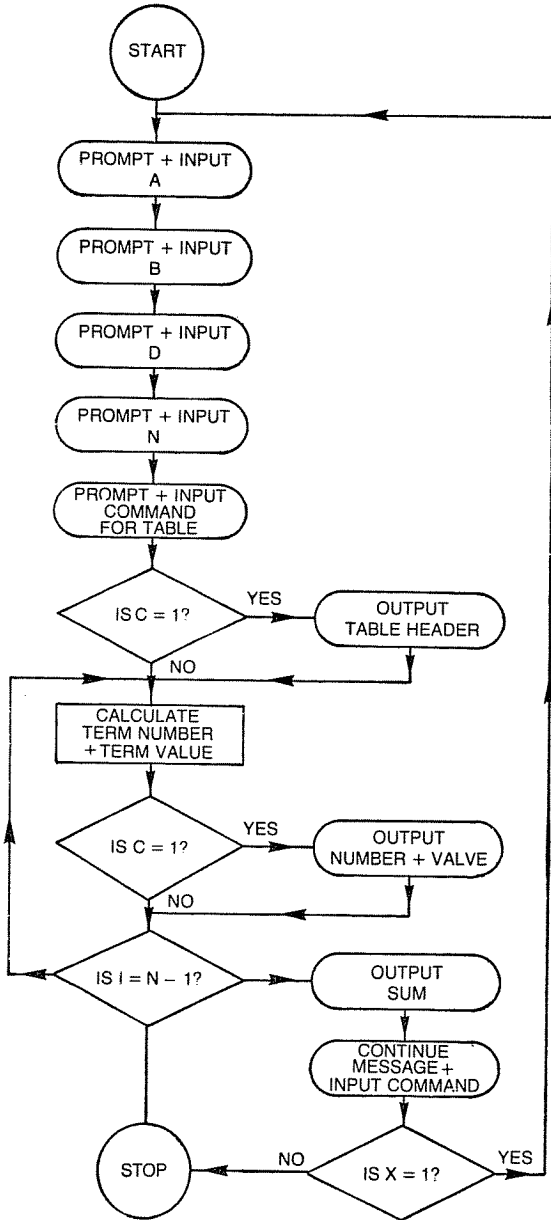 START
PROMPT + INPUT
A
PROMPT + INPUT
B
PROMPT + INPUT
D
PROMPT + INPUT
N
PROMPT + INPUT
COMMAND
FOR TABLE
IS C = 1?
YES
OUTPUT
TABLE HEADER
NO
CALCULATE
TERM NUMBER
+ TERM VALUE
IS C = 1?
YES
OUTPUT
NUMBER + VALVE
NO
IS I = N – 1?
OUTPUT
SUM
CONTINUE
MESSAGE +
INPUT COMMAND
STOP
NO
IS X = 1?
YES